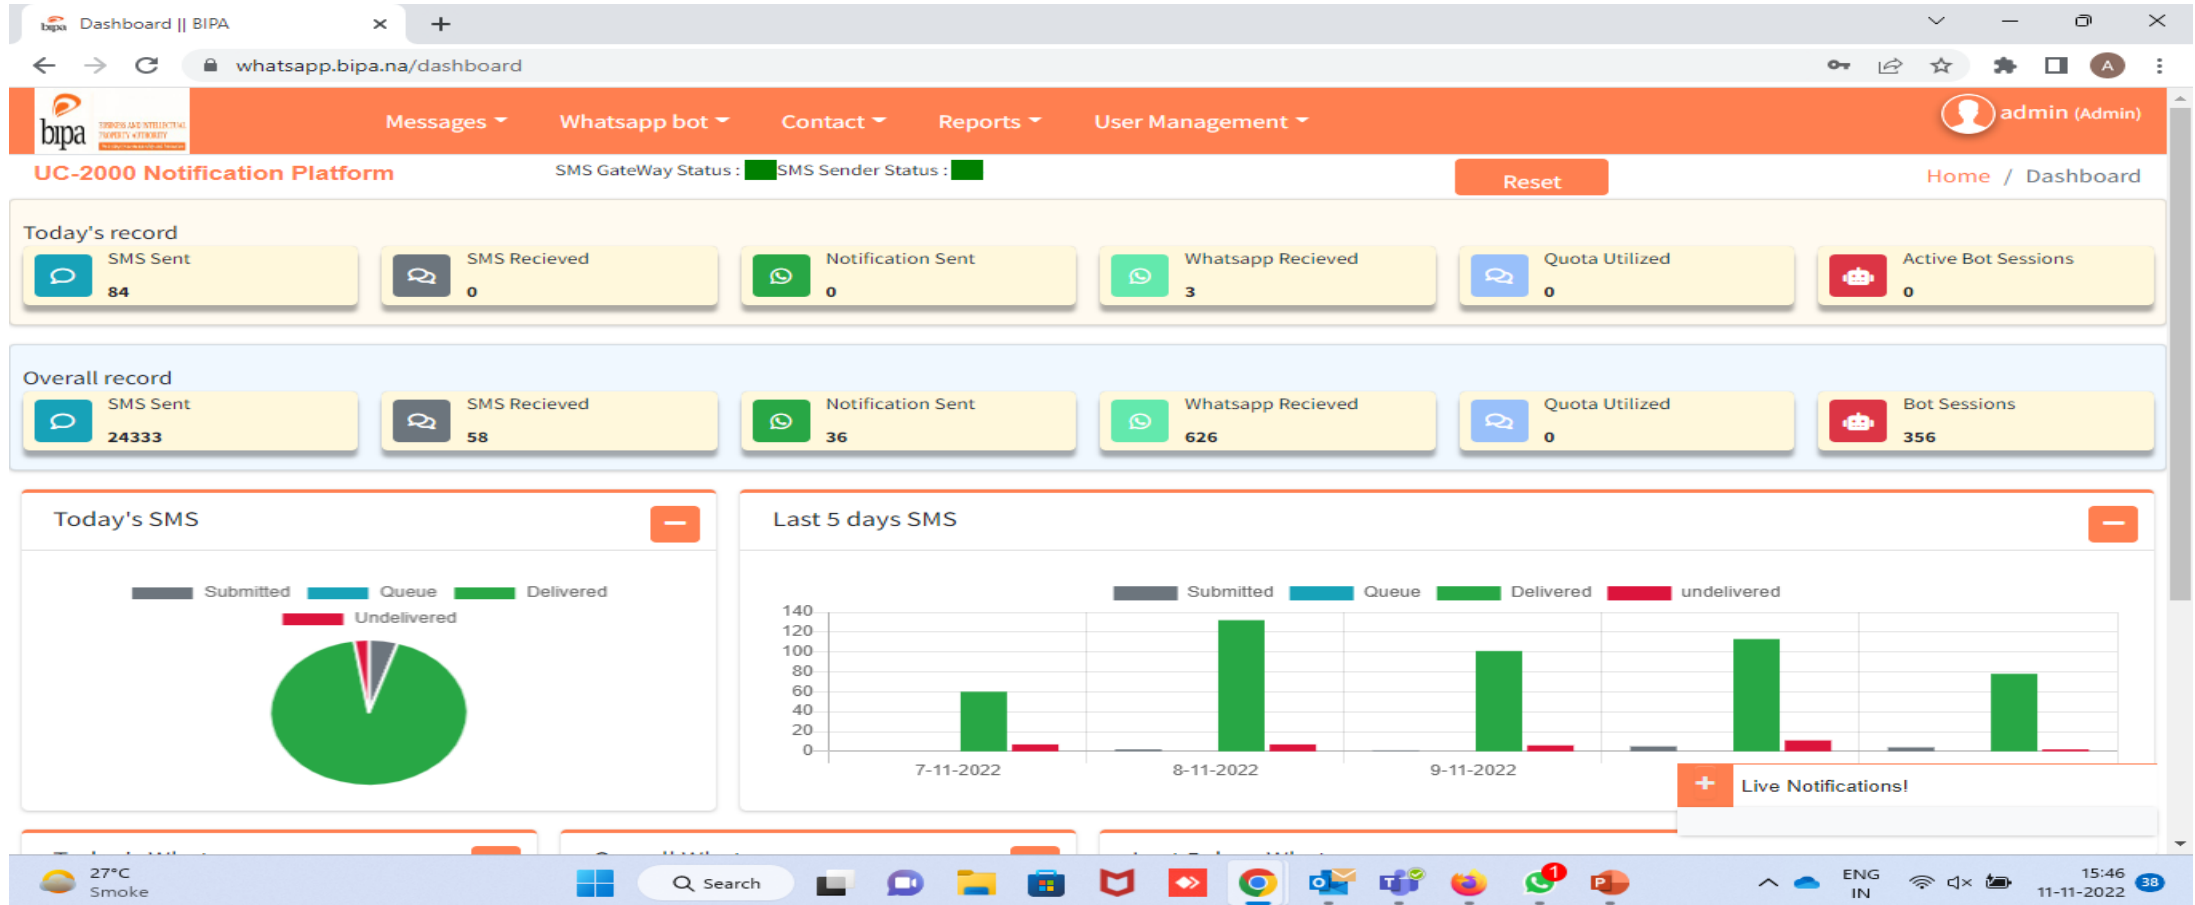 Dashboard || BIPA
whatsapp.bipa.na/dashboard
A
bipa
Messages
Whatsapp bot
Contact
Reports
User Management
admin (Admin)
UC-2000 Notification Platform
SMS GateWay Status :
SMS Sender Status :
Reset
Home / Dashboard
Today's record
SMS Sent
84
SMS Recieved
0
Notification Sent
0
Whatsapp Recieved
3
Quota Utilized
0
Active Bot Sessions
0
Overall record
SMS Sent
24333
SMS Recieved
58
Notification Sent
36
Whatsapp Recieved
626
Quota Utilized
0
Bot Sessions
356
Today's SMS
Submitted Queue Delivered
Undelivered
Last 5 days SMS
Submitted Queue Delivered undelivered
140
120
100
80
60
40
20
0
7-11-2022 8-11-2022 9-11-2022
Live Notifications!
27°C
Smoke
Search
1
ENG
IN
15:46
11-11-2022
38